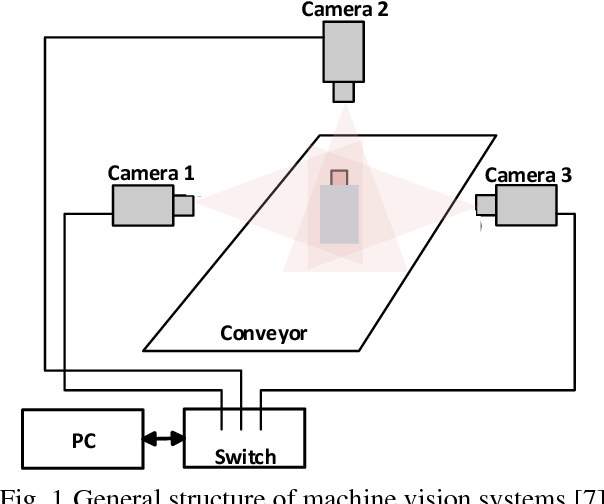 Camera 2
Camera 1
Camera 3
Conveyor
PC
Switch
Fig. 1 General structure of machine vision systems [7]